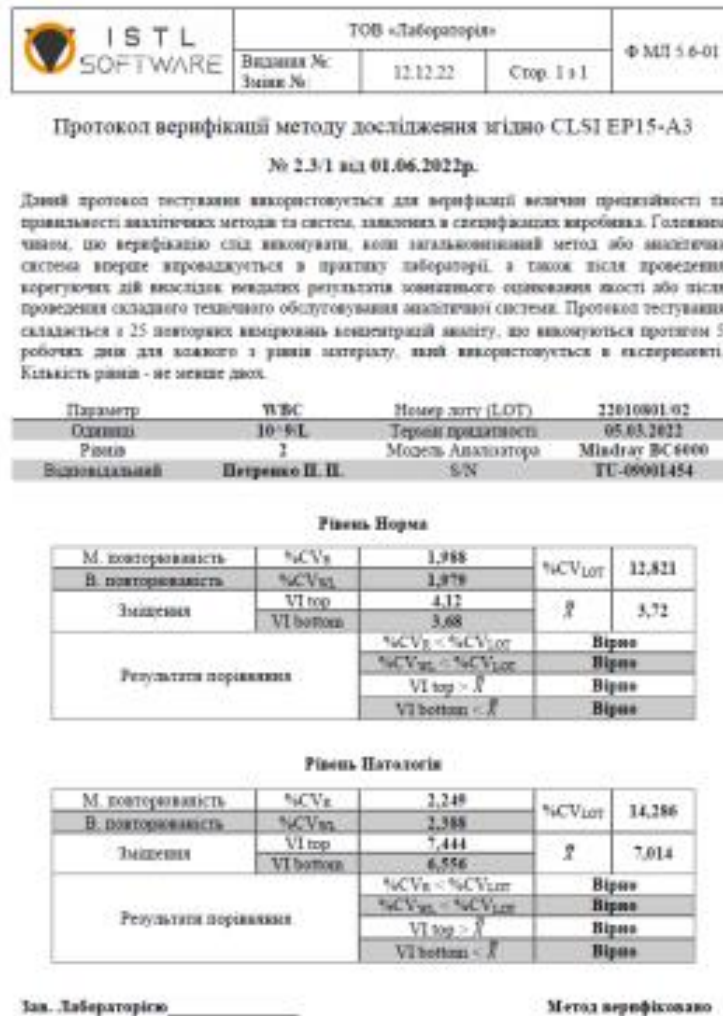 ISTL
SOFTWARE
ТОВ «Лабораторія»
Видання №:
Зміни №:
12.12.22
Стор. 1 з 1
Ф МЛ 5.6-01
Протокол верифікації методу дослідження згідно CLSI EP15-A3
№ 2.3/1 від 01.06.2022р.
Даний протокол тестування використовується для верифікації величин прецизійності та
правильності аналітичних методів та систем, заявлених в специфікаціях виробника. Головним
чином, цю верифікацію слід виконувати, коли загальновизнаний метод або аналітична
система вперше впроваджується в практику лабораторії, а також після проведення
корегуючих дій внаслідок невдалих результатів зовнішнього оцінювання якості або після
проведення складного технічного обслуговування аналітичної системи. Протокол тестування
складається з 25 повторних вимірювань концентрації аналіту, що виконуються протягом 5
робочих днів для кожного з рівнів матеріалу, який використовується в експерименті.
Кількість рівнів - не менше двох.
Параметр WBC Номер лоту (LOT) 22010801/02
Одиниці 10^9/L Термін придатності 05.03.2022
Рівнів 2 Модель Аналізатора Mindray BC6000
Відповідальний Петренко П. П. S/N TU-09001454
Рівень Норма
М. повторюваність %CVR 1,988 %CVLOT 12,821
В. повторюваність %CVWL 1,979
Зміщення VI top 4,12 X̿ 3,72
VI bottom 3,68
Результати порівняння %CVR < %CVLOT Вірно
%CVWL < %CVLOT Вірно
VI top > X̿ Вірно
VI bottom < X̿ Вірно
Рівень Патологія
М. повторюваність %CVR 2,249 %CVLOT 14,286
В. повторюваність %CVWL 2,388
Зміщення VI top 7,444 X̿ 7,014
VI bottom 6,556
Результати порівняння %CVR < %CVLOT Вірно
%CVWL < %CVLOT Вірно
VI top > X̿ Вірно
VI bottom < X̿ Вірно
Зав. Лабораторією Метод верифіковано